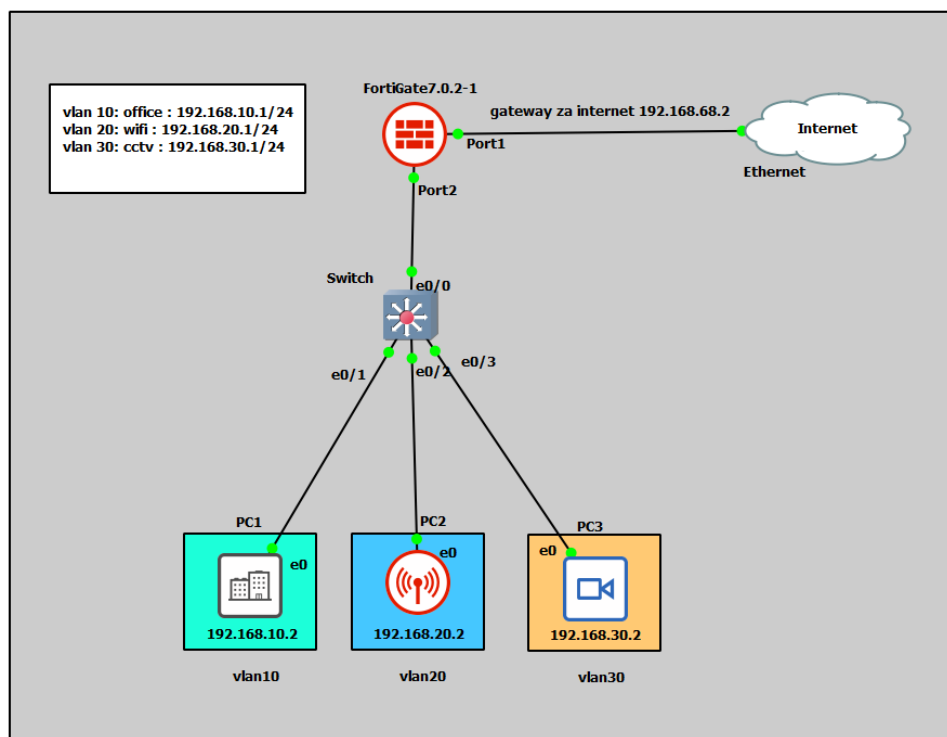 FortiGate7.0.2-1
vlan 10: office : 192.168.10.1/24
vlan 20: wifi : 192.168.20.1/24
vlan 30: cctv : 192.168.30.1/24
gateway za internet 192.168.68.2
Internet
Port1
Ethernet
Port2
Switch
e0/0
e0/1
e0/2
e0/3
PC1
PC2
PC3
e0
e0
e0
192.168.10.2
192.168.20.2
192.168.30.2
vlan10
vlan20
vlan30